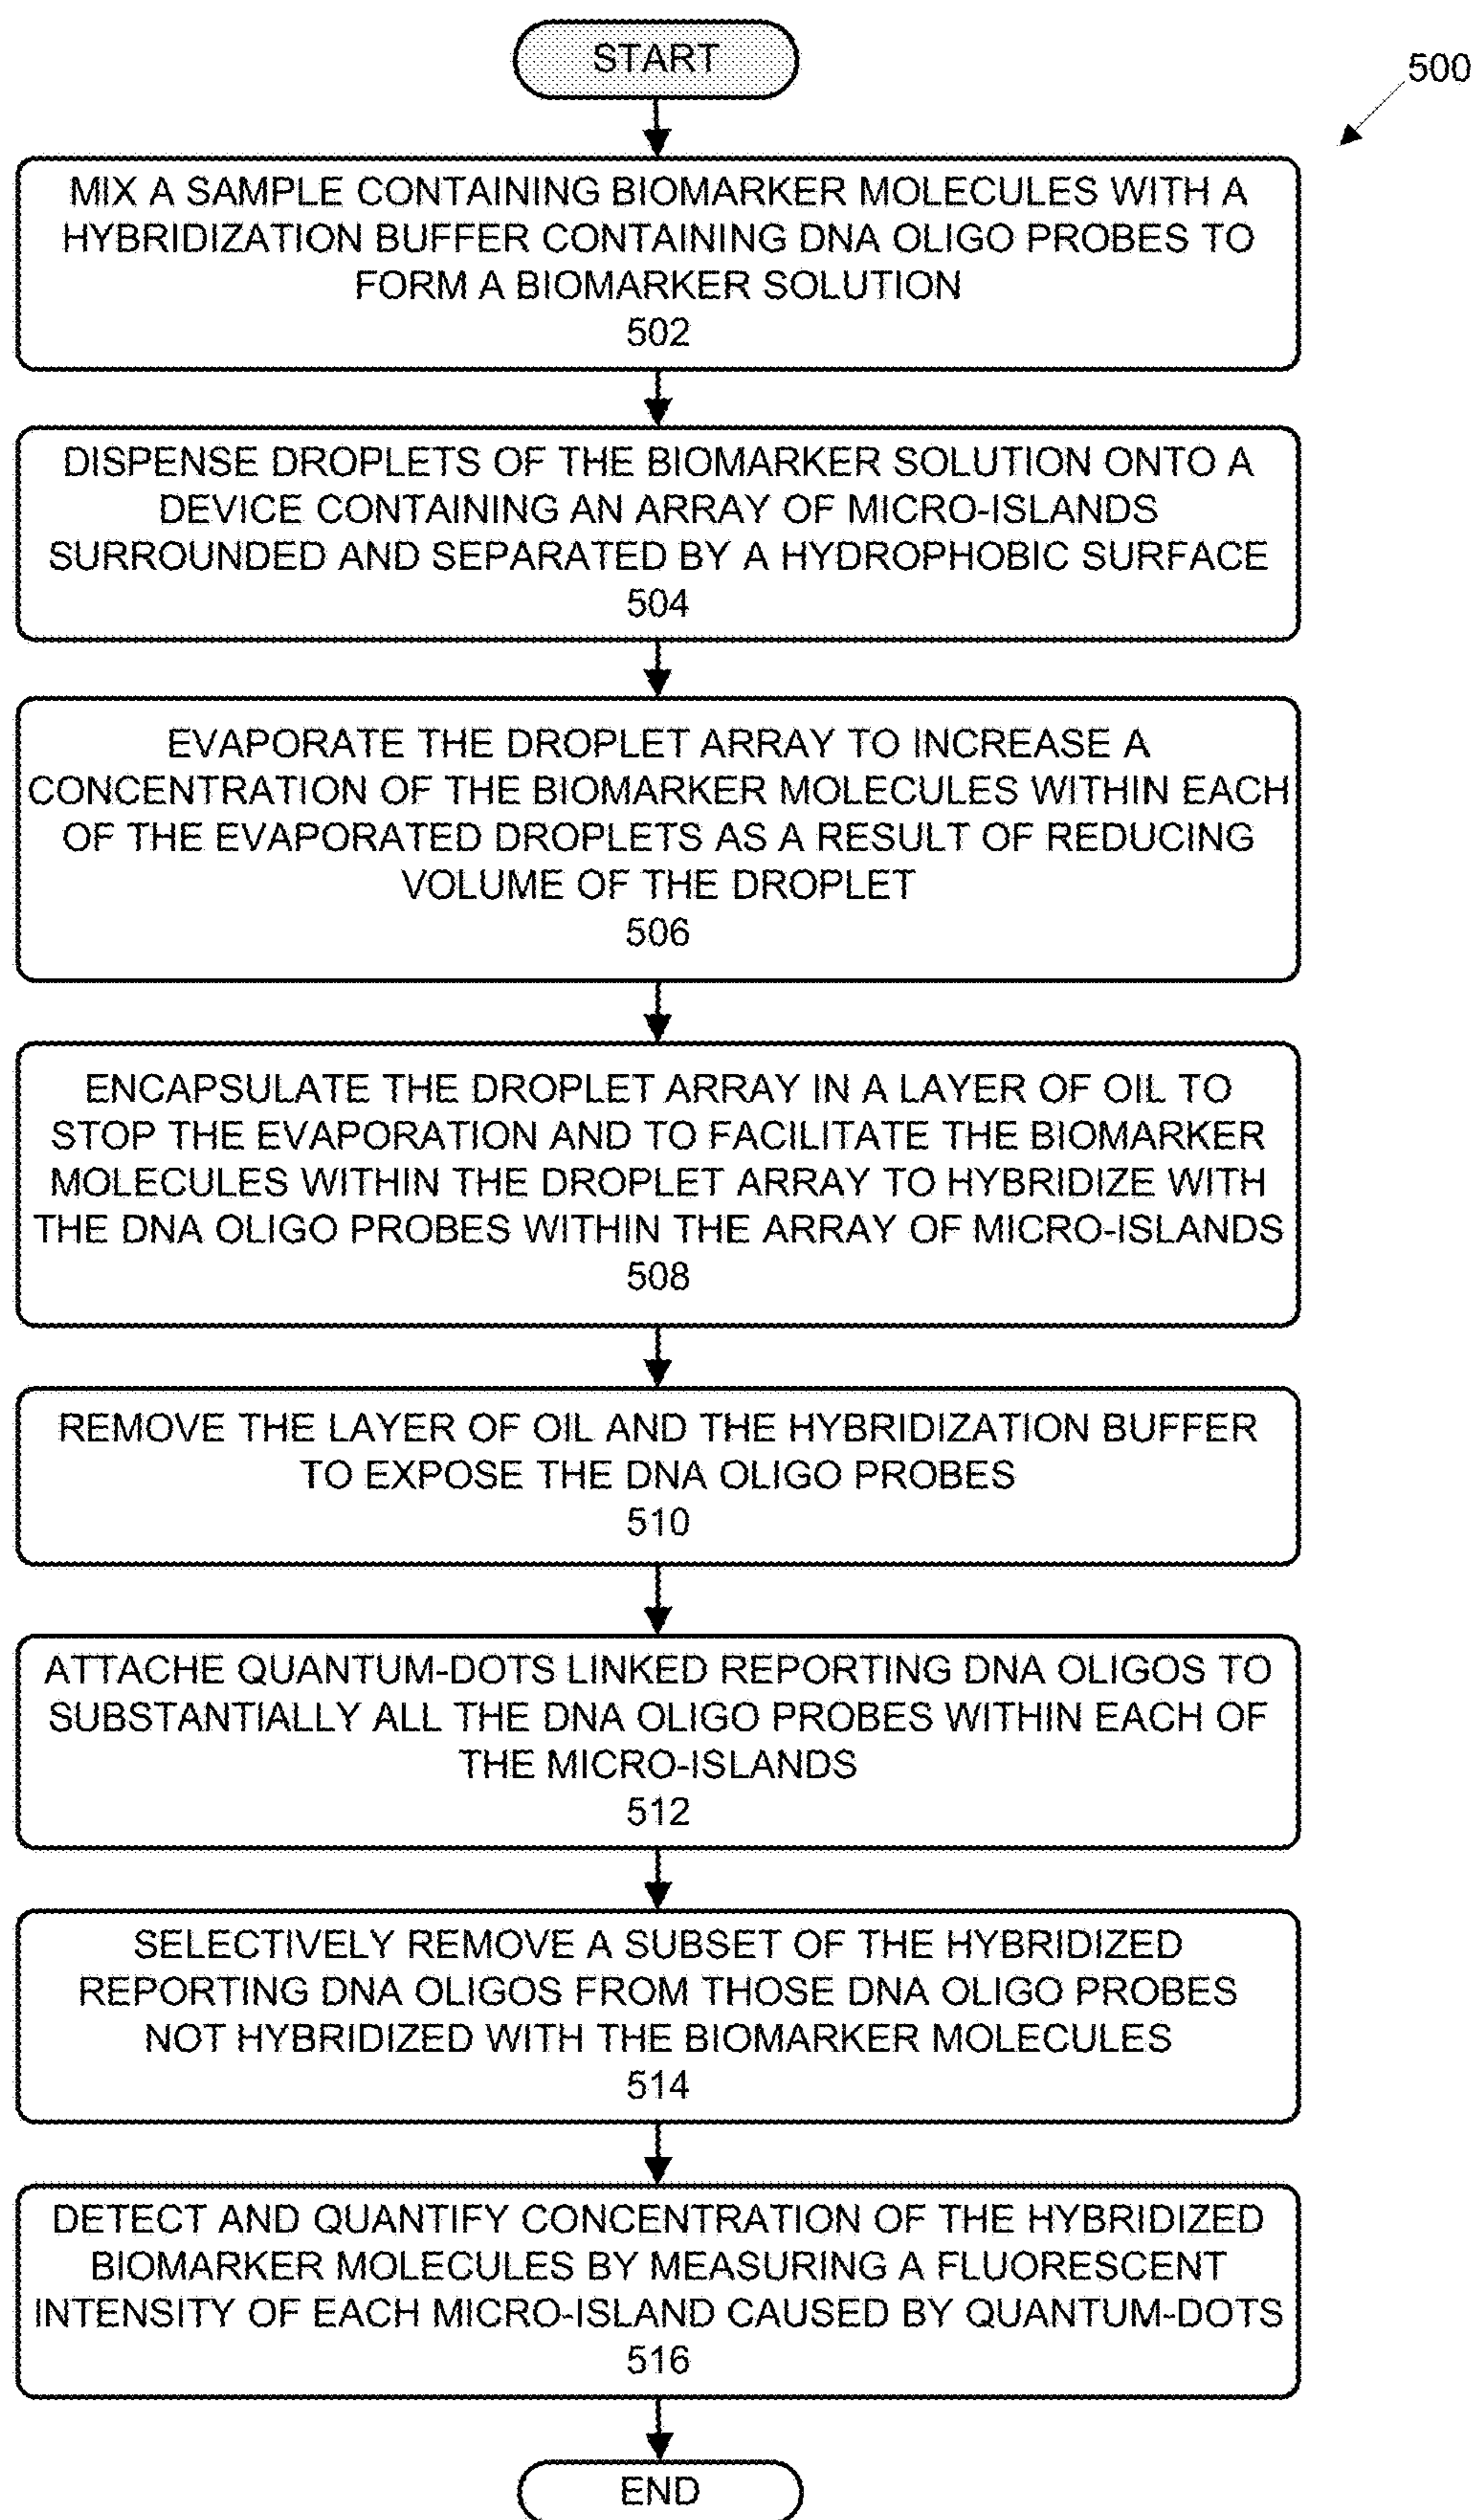 START
500
MIX A SAMPLE CONTAINING BIOMARKER MOLECULES WITH A
HYBRIDIZATION BUFFER CONTAINING DNA OLIGO PROBES TO
FORM A BIOMARKER SOLUTION
502
DISPENSE DROPLETS OF THE BIOMARKER SOLUTION ONTO A
DEVICE CONTAINING AN ARRAY OF MICRO-ISLANDS
SURROUNDED AND SEPARATED BY A HYDROPHOBIC SURFACE
504
EVAPORATE THE DROPLET ARRAY TO INCREASE A
CONCENTRATION OF THE BIOMARKER MOLECULES WITHIN EACH
OF THE EVAPORATED DROPLETS AS A RESULT OF REDUCING
VOLUME OF THE DROPLET
506
ENCAPSULATE THE DROPLET ARRAY IN A LAYER OF OIL TO
STOP THE EVAPORATION AND TO FACILITATE THE BIOMARKER
MOLECULES WITHIN THE DROPLET ARRAY TO HYBRIDIZE WITH
THE DNA OLIGO PROBES WITHIN THE ARRAY OF MICRO-ISLANDS
508
REMOVE THE LAYER OF OIL AND THE HYBRIDIZATION BUFFER
TO EXPOSE THE DNA OLIGO PROBES
510
ATTACHE QUANTUM-DOTS LINKED REPORTING DNA OLIGOS TO
SUBSTANTIALLY ALL THE DNA OLIGO PROBES WITHIN EACH OF
THE MICRO-ISLANDS
512
SELECTIVELY REMOVE A SUBSET OF THE HYBRIDIZED
REPORTING DNA OLIGOS FROM THOSE DNA OLIGO PROBES
NOT HYBRIDIZED WITH THE BIOMARKER MOLECULES
514
DETECT AND QUANTIFY CONCENTRATION OF THE HYBRIDIZED
BIOMARKER MOLECULES BY MEASURING A FLUORESCENT
INTENSITY OF EACH MICRO-ISLAND CAUSED BY QUANTUM-DOTS
516
END